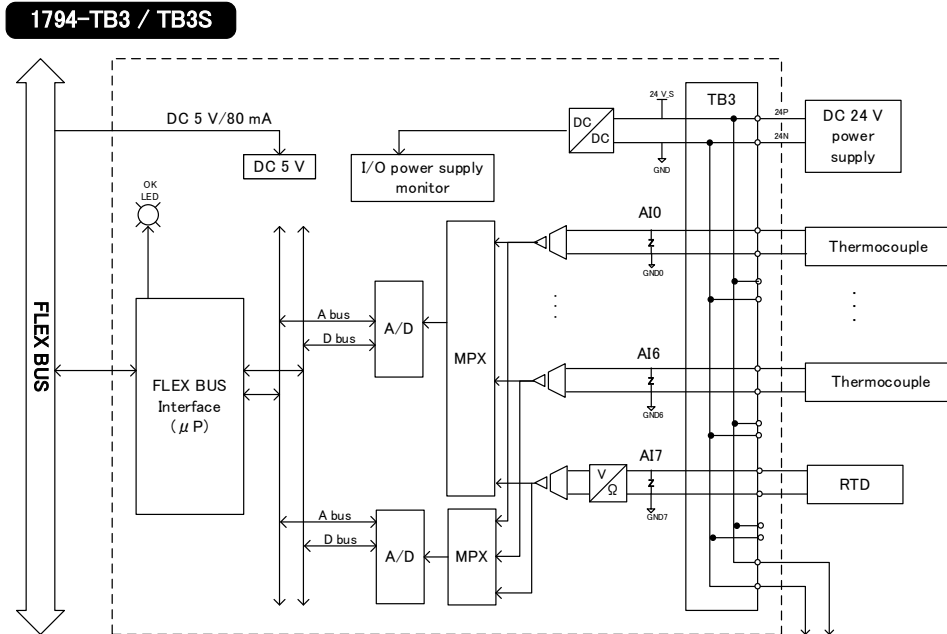 1794-TB3 / TB3S
DC 5 V/80 mA
DC 5 V
OK
LED
I/O power supply
monitor
DC
DC
24 V_S
GND
TB3
24P
24N
DC 24 V
power
supply
AI0
GND0
Thermocouple
AI6
GND6
Thermocouple
AI7
V
Ω
GND7
RTD
FLEX BUS
FLEX BUS
Interface
(μP)
A bus
D bus
A/D
MPX
A bus
D bus
A/D
MPX